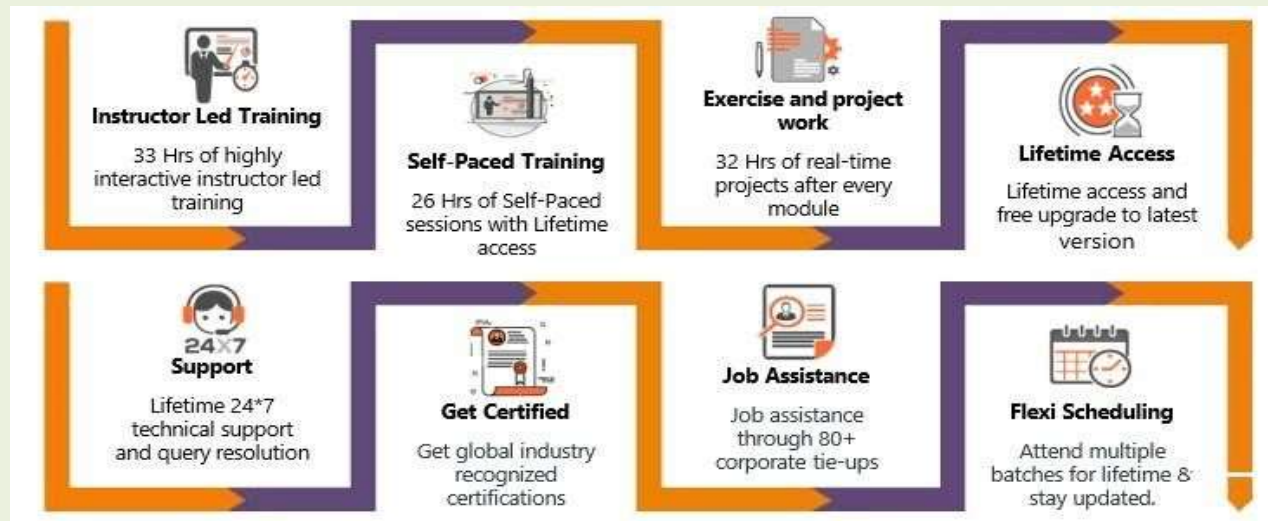 Instructor Led Training
33 Hrs of highly
interactive instructor led
training
Self-Paced Training
26 Hrs of Self-Paced
sessions with Lifetime
access
Exercise and project
work
32 Hrs of real-time
projects after every
module
Lifetime Access
Lifetime access and
free upgrade to latest
version
24X7
Support
Lifetime 24*7
technical support
and query resolution
Get Certified
Get global industry
recognized
certifications
Job Assistance
Job assistance
through 80+
corporate tie-ups
Flexi Scheduling
Attend multiple
batches for lifetime &
stay updated.